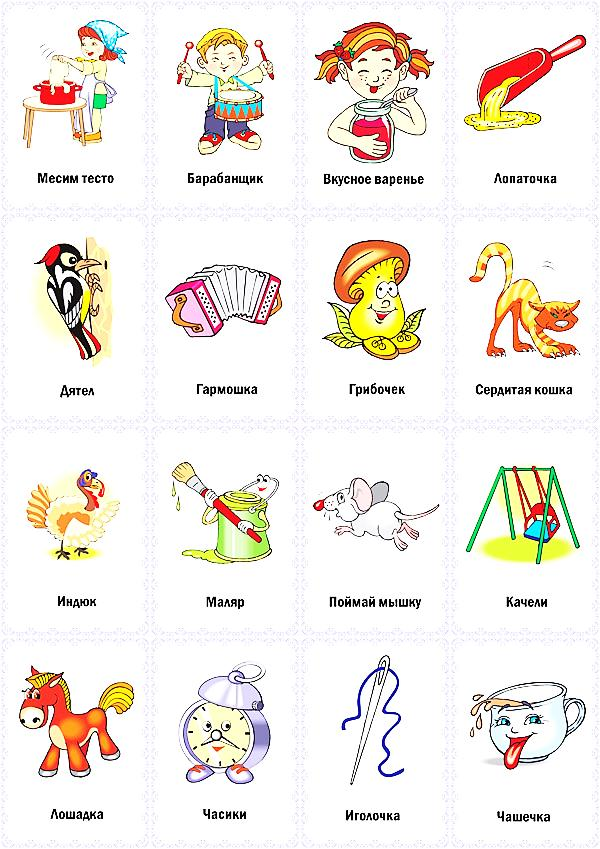 Месим тесто
Барабанщик
Вкусное варенье
Лопаточка
Дятел
Гармошка
Грибочек
Сердитая кошка
Индюк
Маляр
Поймай мышку
Качели
Лошадка
Часики
Иголочка
Чашечка